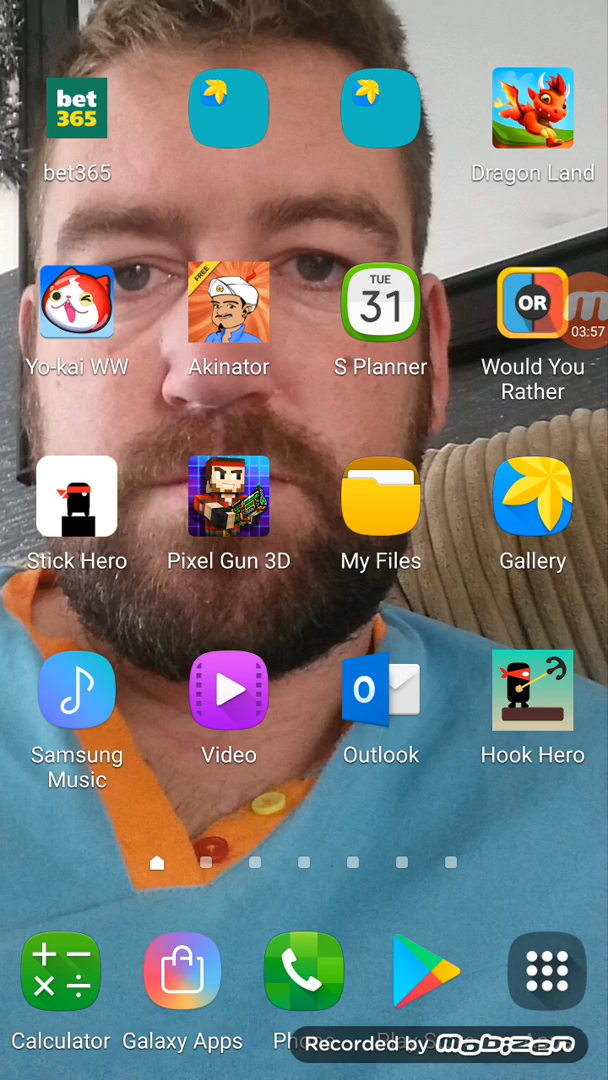 bet
365
bet365
Dragon Land
FREE
TUE
31
OR
03:57
Yo-kai WW
Akinator
S Planner
Would You
Rather
Stick Hero
Pixel Gun 3D
My Files
Gallery
O
Samsung
Music
Video
Outlook
Hook Hero
Calculator
Galaxy Apps
Recorded by mobizen